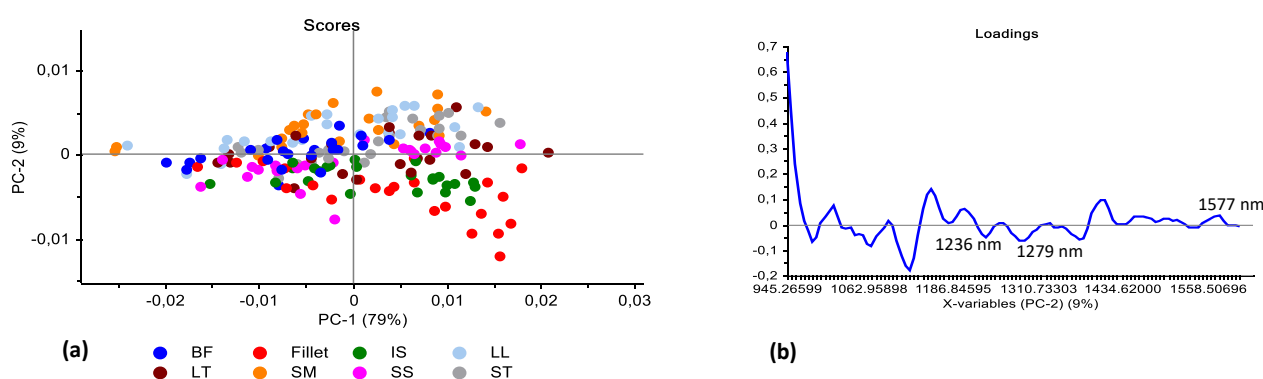 Scores
PC-2 (9%)
0,01
0
-0,01
-0,02 -0,01 0 0,01 0,02 0,03
PC-1 (79%)
(a)
BF Fillet IS LL
LT SM SS ST
Loadings
0,7
0,6
0,5
0,4
0,3
0,2
0,1
0
-0,1
-0,2
1236 nm
1279 nm
1577 nm
945.26599 1062.95898 1186.84595 1310.73303 1434.62000 1558.50696
X-variables (PC-2) (9%)
(b)